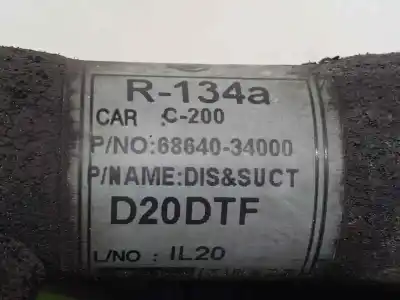 R-134a
CAR : C-200
P/NO:68640-34000
P/NAME:DIS&SUCT
D20DTF
L/NO : IL20